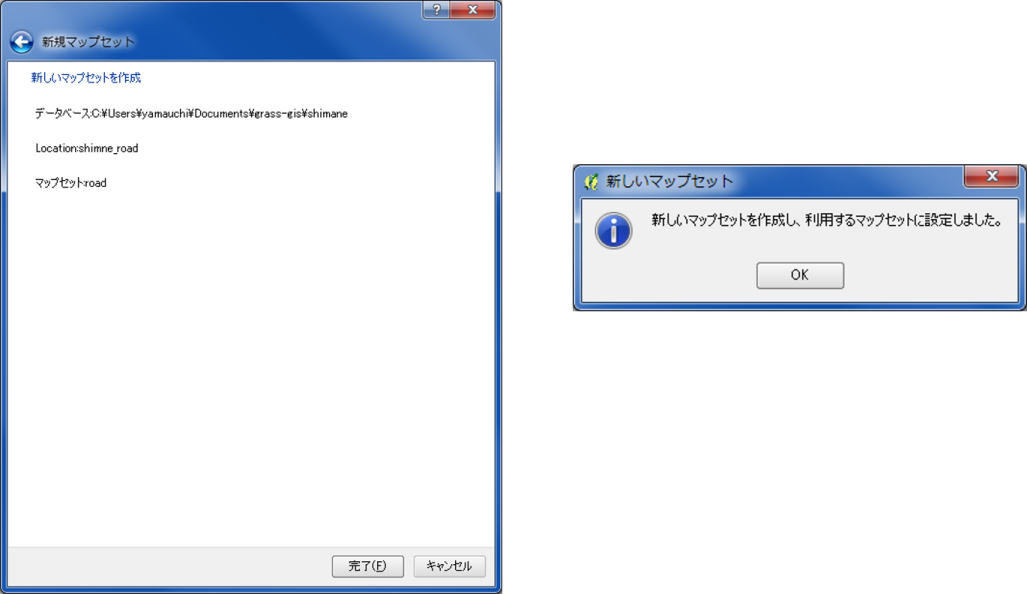 新規マップセット
新しいマップセットを作成
データベース:C:¥Users¥yamauchi¥Documents¥grass-gis¥shimane
Location:shimne_road
マップセット:road
完了(F)
キャンセル
新しいマップセット
新しいマップセットを作成し、利用するマップセットに設定しました。
OK